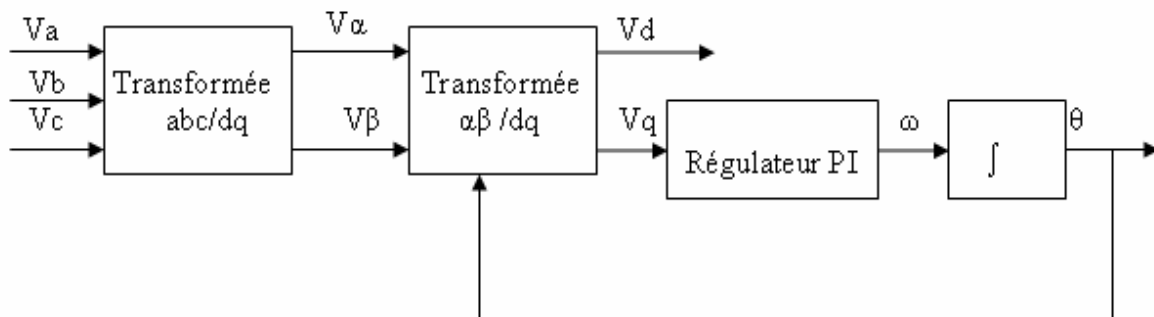 Va
Vb
Vc
Transformée
abc/dq
Vα
Vβ
Transformée
αβ /dq
Vd
Vq
Régulateur PI
ω
∫
θ